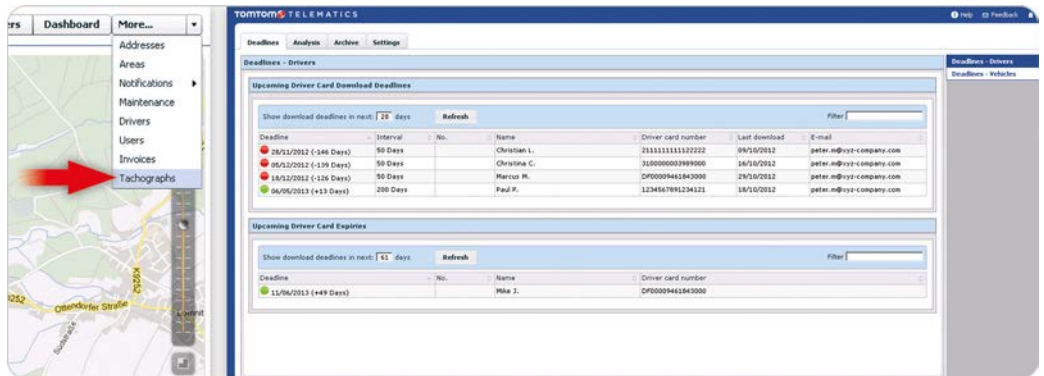 ers Dashboard More...
Addresses
Areas
Notifications
Maintenance
Drivers
Users
Invoices
Tachographs
K9252
9252
Ottendorfer Straße
Südstraße
TOMTOM TELEMATICS
Help Feedback
Deadlines Analysis Archive Settings
Deadlines - Drivers
Upcoming Driver Card Download Deadlines
Show download deadlines in next: 28 days Refresh Filter
Deadline Interval No. Name Driver card number Last download E-mail
28/11/2012 (-146 Days) 50 Days Christian L. 2111111111122222 09/10/2012 peter.m@xyz-company.com
05/12/2012 (-139 Days) 50 Days Christina C. 3100000003989000 16/10/2012 peter.m@xyz-company.com
18/12/2012 (-126 Days) 50 Days Marcus M. DF00009461843000 29/10/2012 peter.m@xyz-company.com
06/05/2013 (+13 Days) 200 Days Paul P. 1234567891234121 18/10/2012 peter.m@xyz-company.com
Upcoming Driver Card Expiries
Show download deadlines in next: 61 days Refresh Filter
Deadline No. Name Driver card number
11/06/2013 (+49 Days) Mike J. DF00009461843000
Deadlines - Drivers
Deadlines - Vehicles